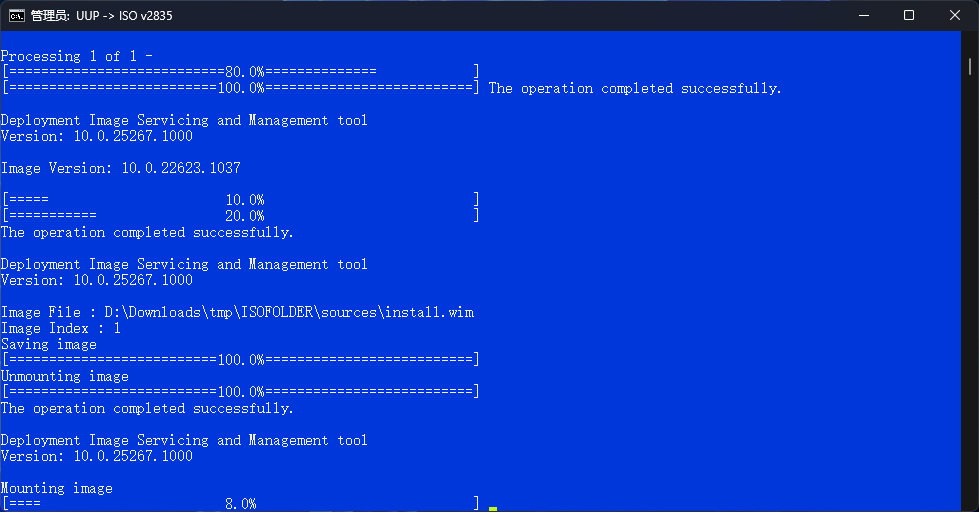 管理员: UUP -> ISO v2835
Processing 1 of 1 -
[===========================80.0%==============            ]
[==========================100.0%==========================] The operation completed successfully.
Deployment Image Servicing and Management tool
Version: 10.0.25267.1000
Image Version: 10.0.22623.1037
[=====                      10.0%                          ]
[===========                20.0%                          ]
The operation completed successfully.
Deployment Image Servicing and Management tool
Version: 10.0.25267.1000
Image File : D:\Downloads\tmp\ISOFOLDER\sources\install.wim
Image Index : 1
Saving image
[==========================100.0%==========================]
Unmounting image
[==========================100.0%==========================]
The operation completed successfully.
Deployment Image Servicing and Management tool
Version: 10.0.25267.1000
Mounting image
[====                       8.0%                           ]